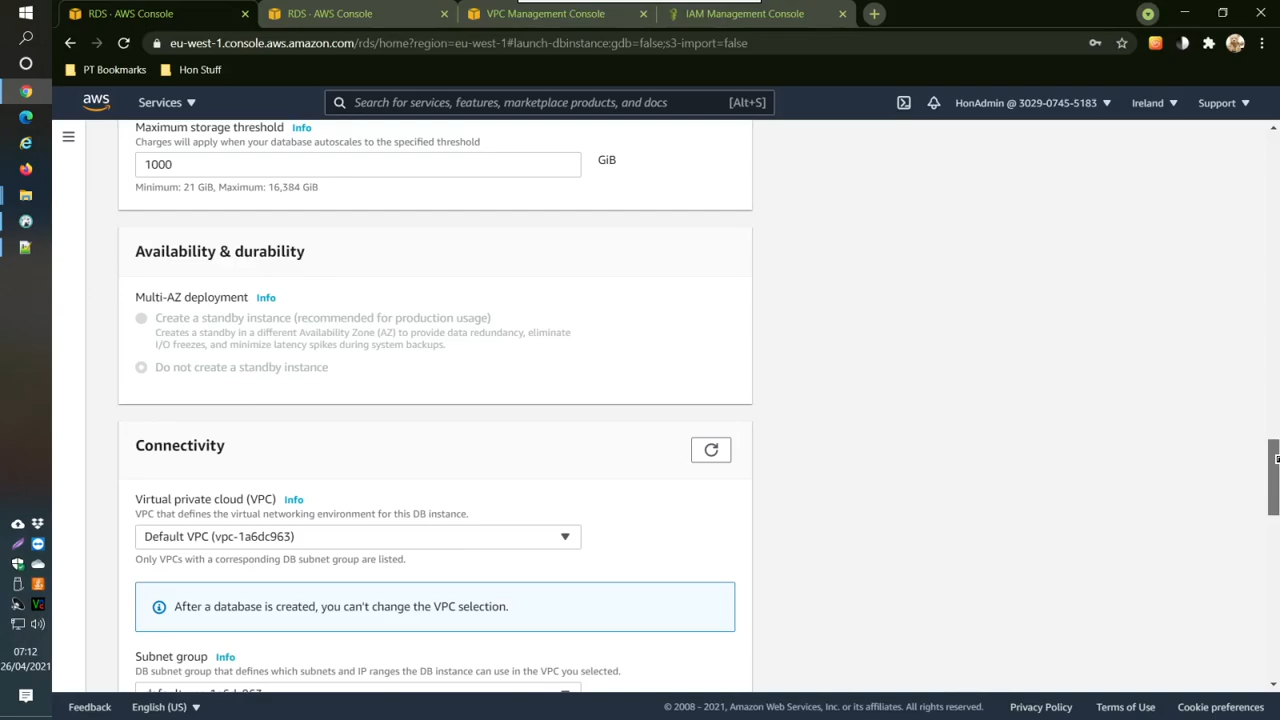 RDS - AWS Console
RDS - AWS Console
VPC Management Console
IAM Management Console
eu-west-1.console.aws.amazon.com/rds/home?region=eu-west-1#launch-dbinstance:gdb=false;s3-import=false
PT Bookmarks
Hon Stuff
aws
Services
Search for services, features, marketplace products, and docs
[Alt+S]
HonAdmin @ 3029-0745-5183
Ireland
Support
Maximum storage threshold Info
Charges will apply when your database autoscales to the specified threshold
1000
GiB
Minimum: 21 GiB, Maximum: 16,384 GiB
Availability & durability
Multi-AZ deployment Info
Create a standby instance (recommended for production usage)
Creates a standby in a different Availability Zone (AZ) to provide data redundancy, eliminate
I/O freezes, and minimize latency spikes during system backups.
Do not create a standby instance
Connectivity
Virtual private cloud (VPC) Info
VPC that defines the virtual networking environment for this DB instance.
Default VPC (vpc-1a6dc963)
Only VPCs with a corresponding DB subnet group are listed.
After a database is created, you can't change the VPC selection.
Subnet group Info
DB subnet group that defines which subnets and IP ranges the DB instance can use in the VPC you selected.
07:12
26/04/2021
Feedback
English (US)
© 2008 - 2021, Amazon Web Services, Inc. or its affiliates. All rights reserved.
Privacy Policy
Terms of Use
Cookie preferences